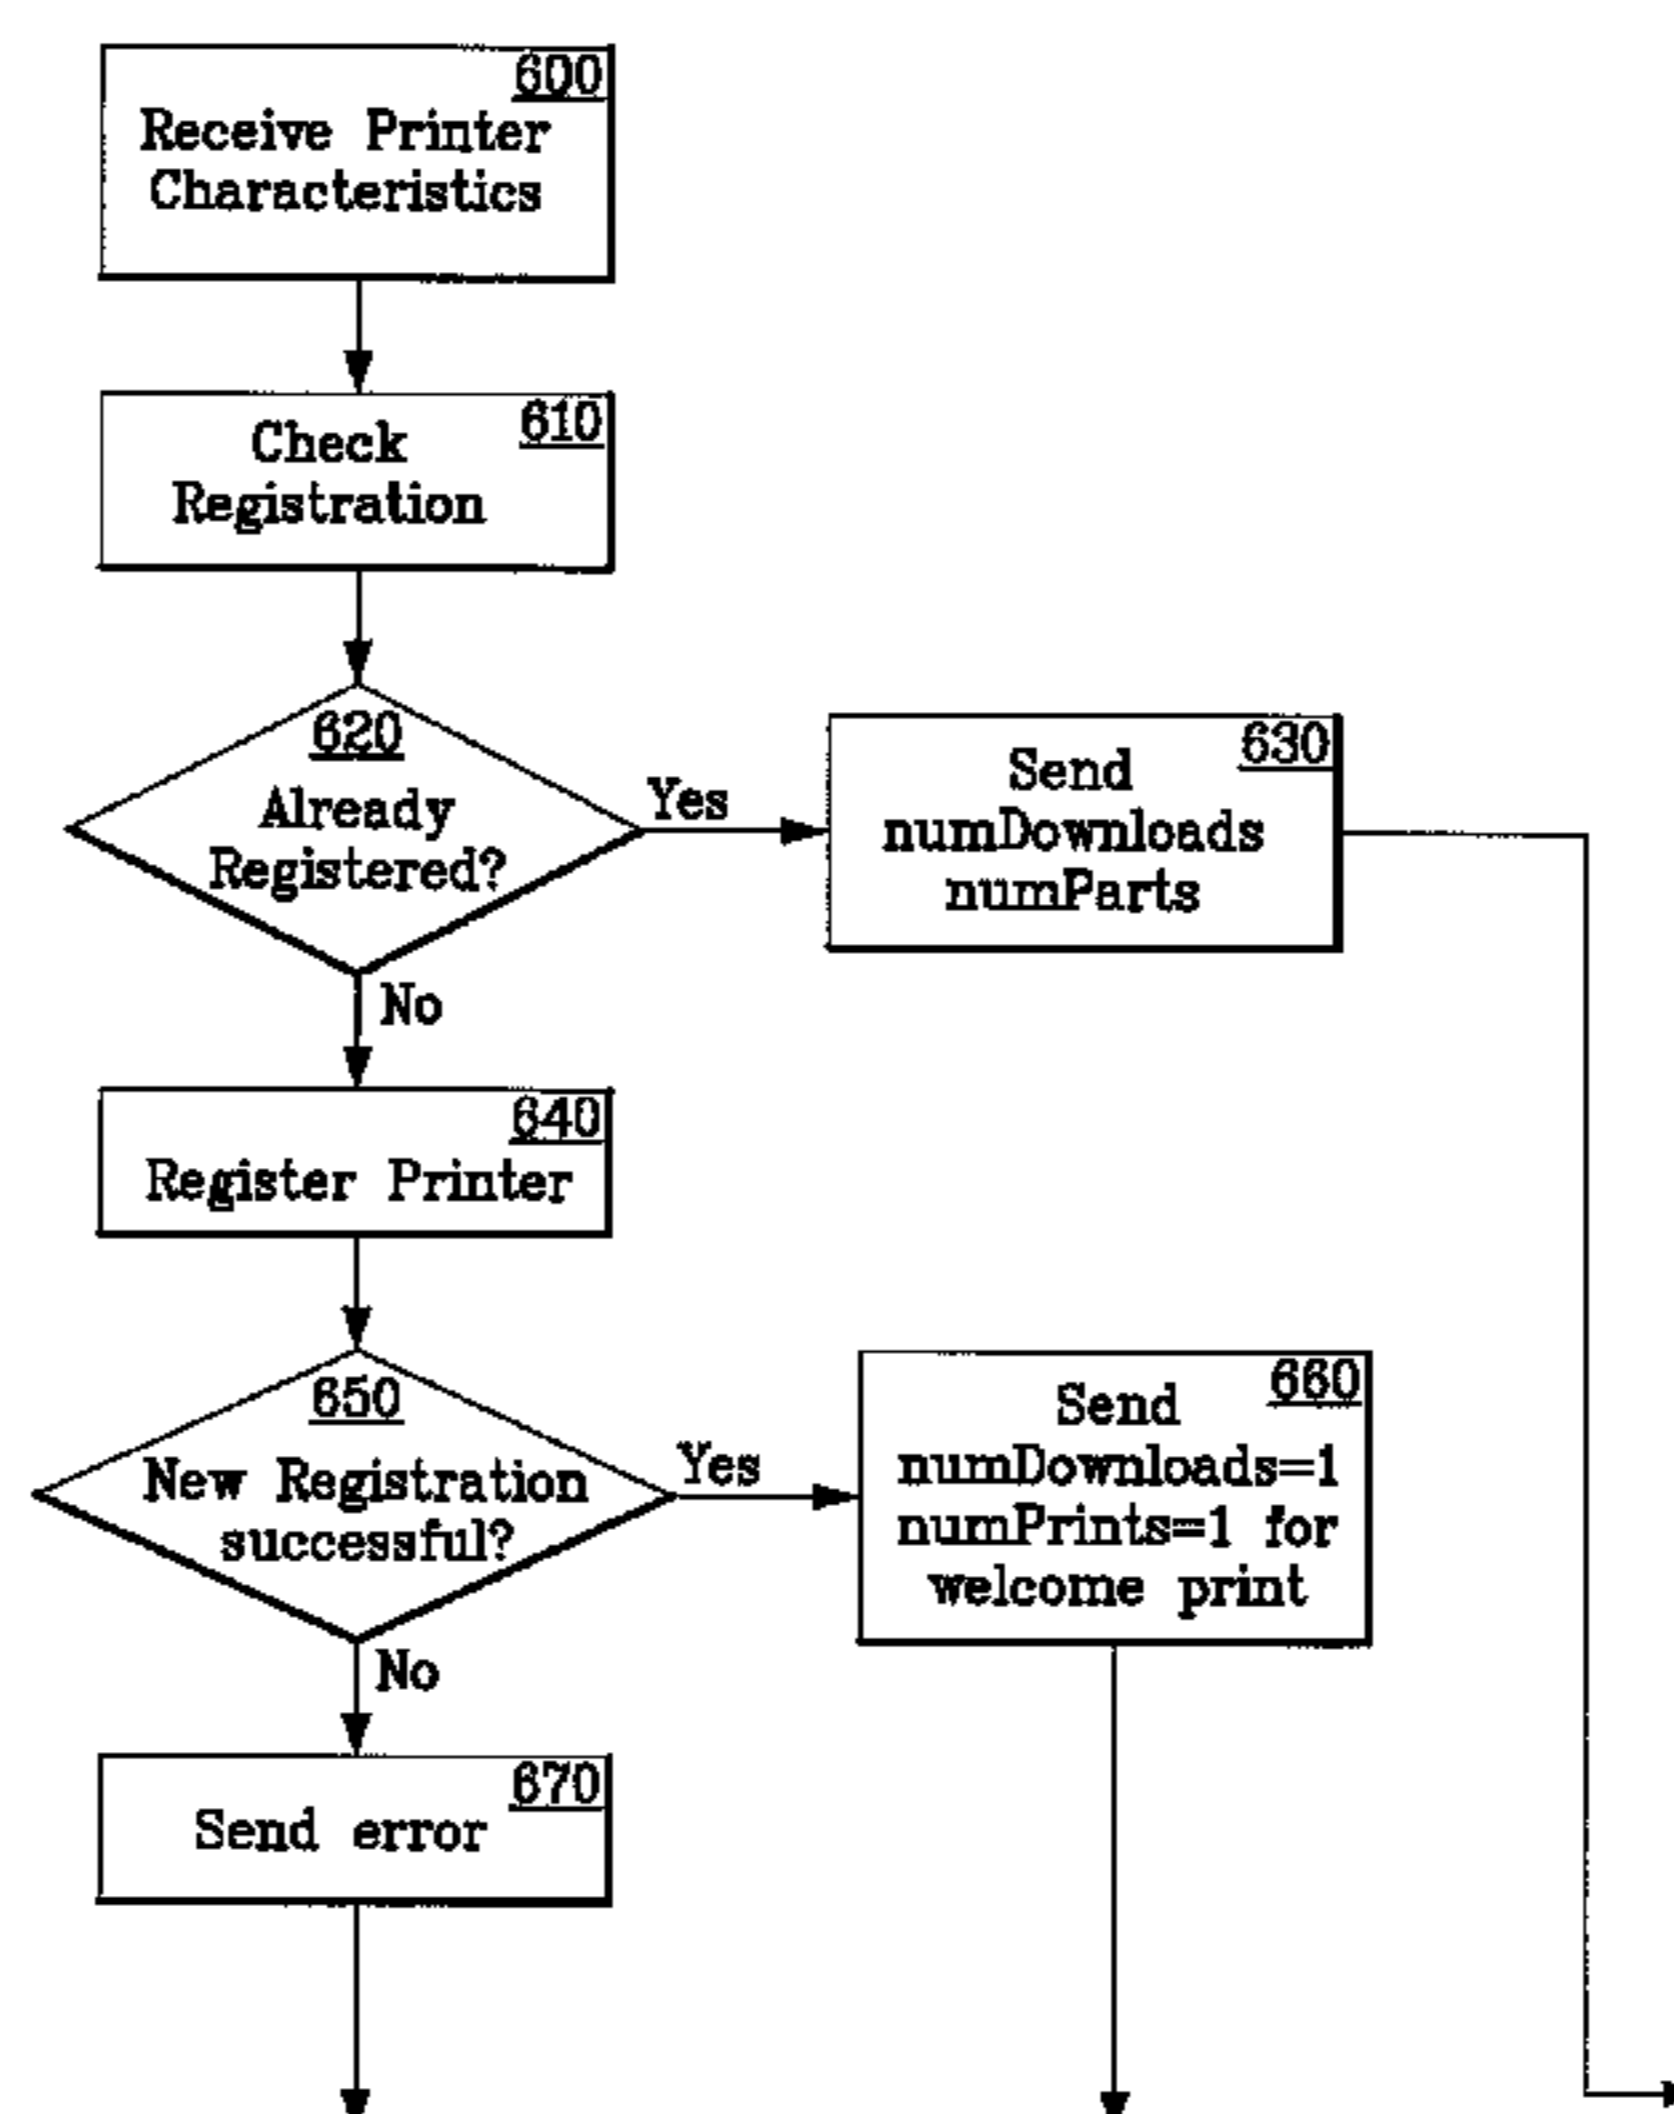 600
Receive Printer
Characteristics
610
Check
Registration
620
Already
Registered?
Yes
630
Send
numDownloads
numParts
No
640
Register Printer
650
New Registration
successful?
Yes
660
Send
numDownloads=1
numPrints=1 for
welcome print
No
670
Send error